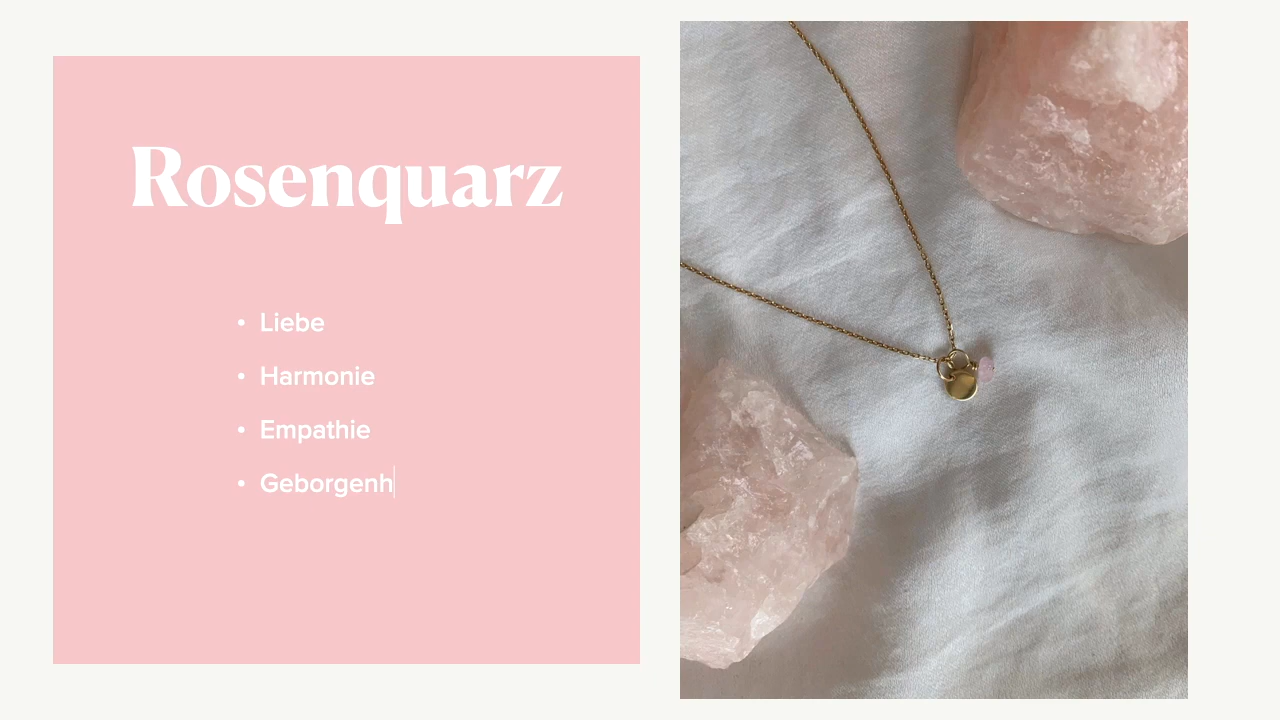 Rosenquarz
• Liebe
• Harmonie
• Empathie
• Geborgenh